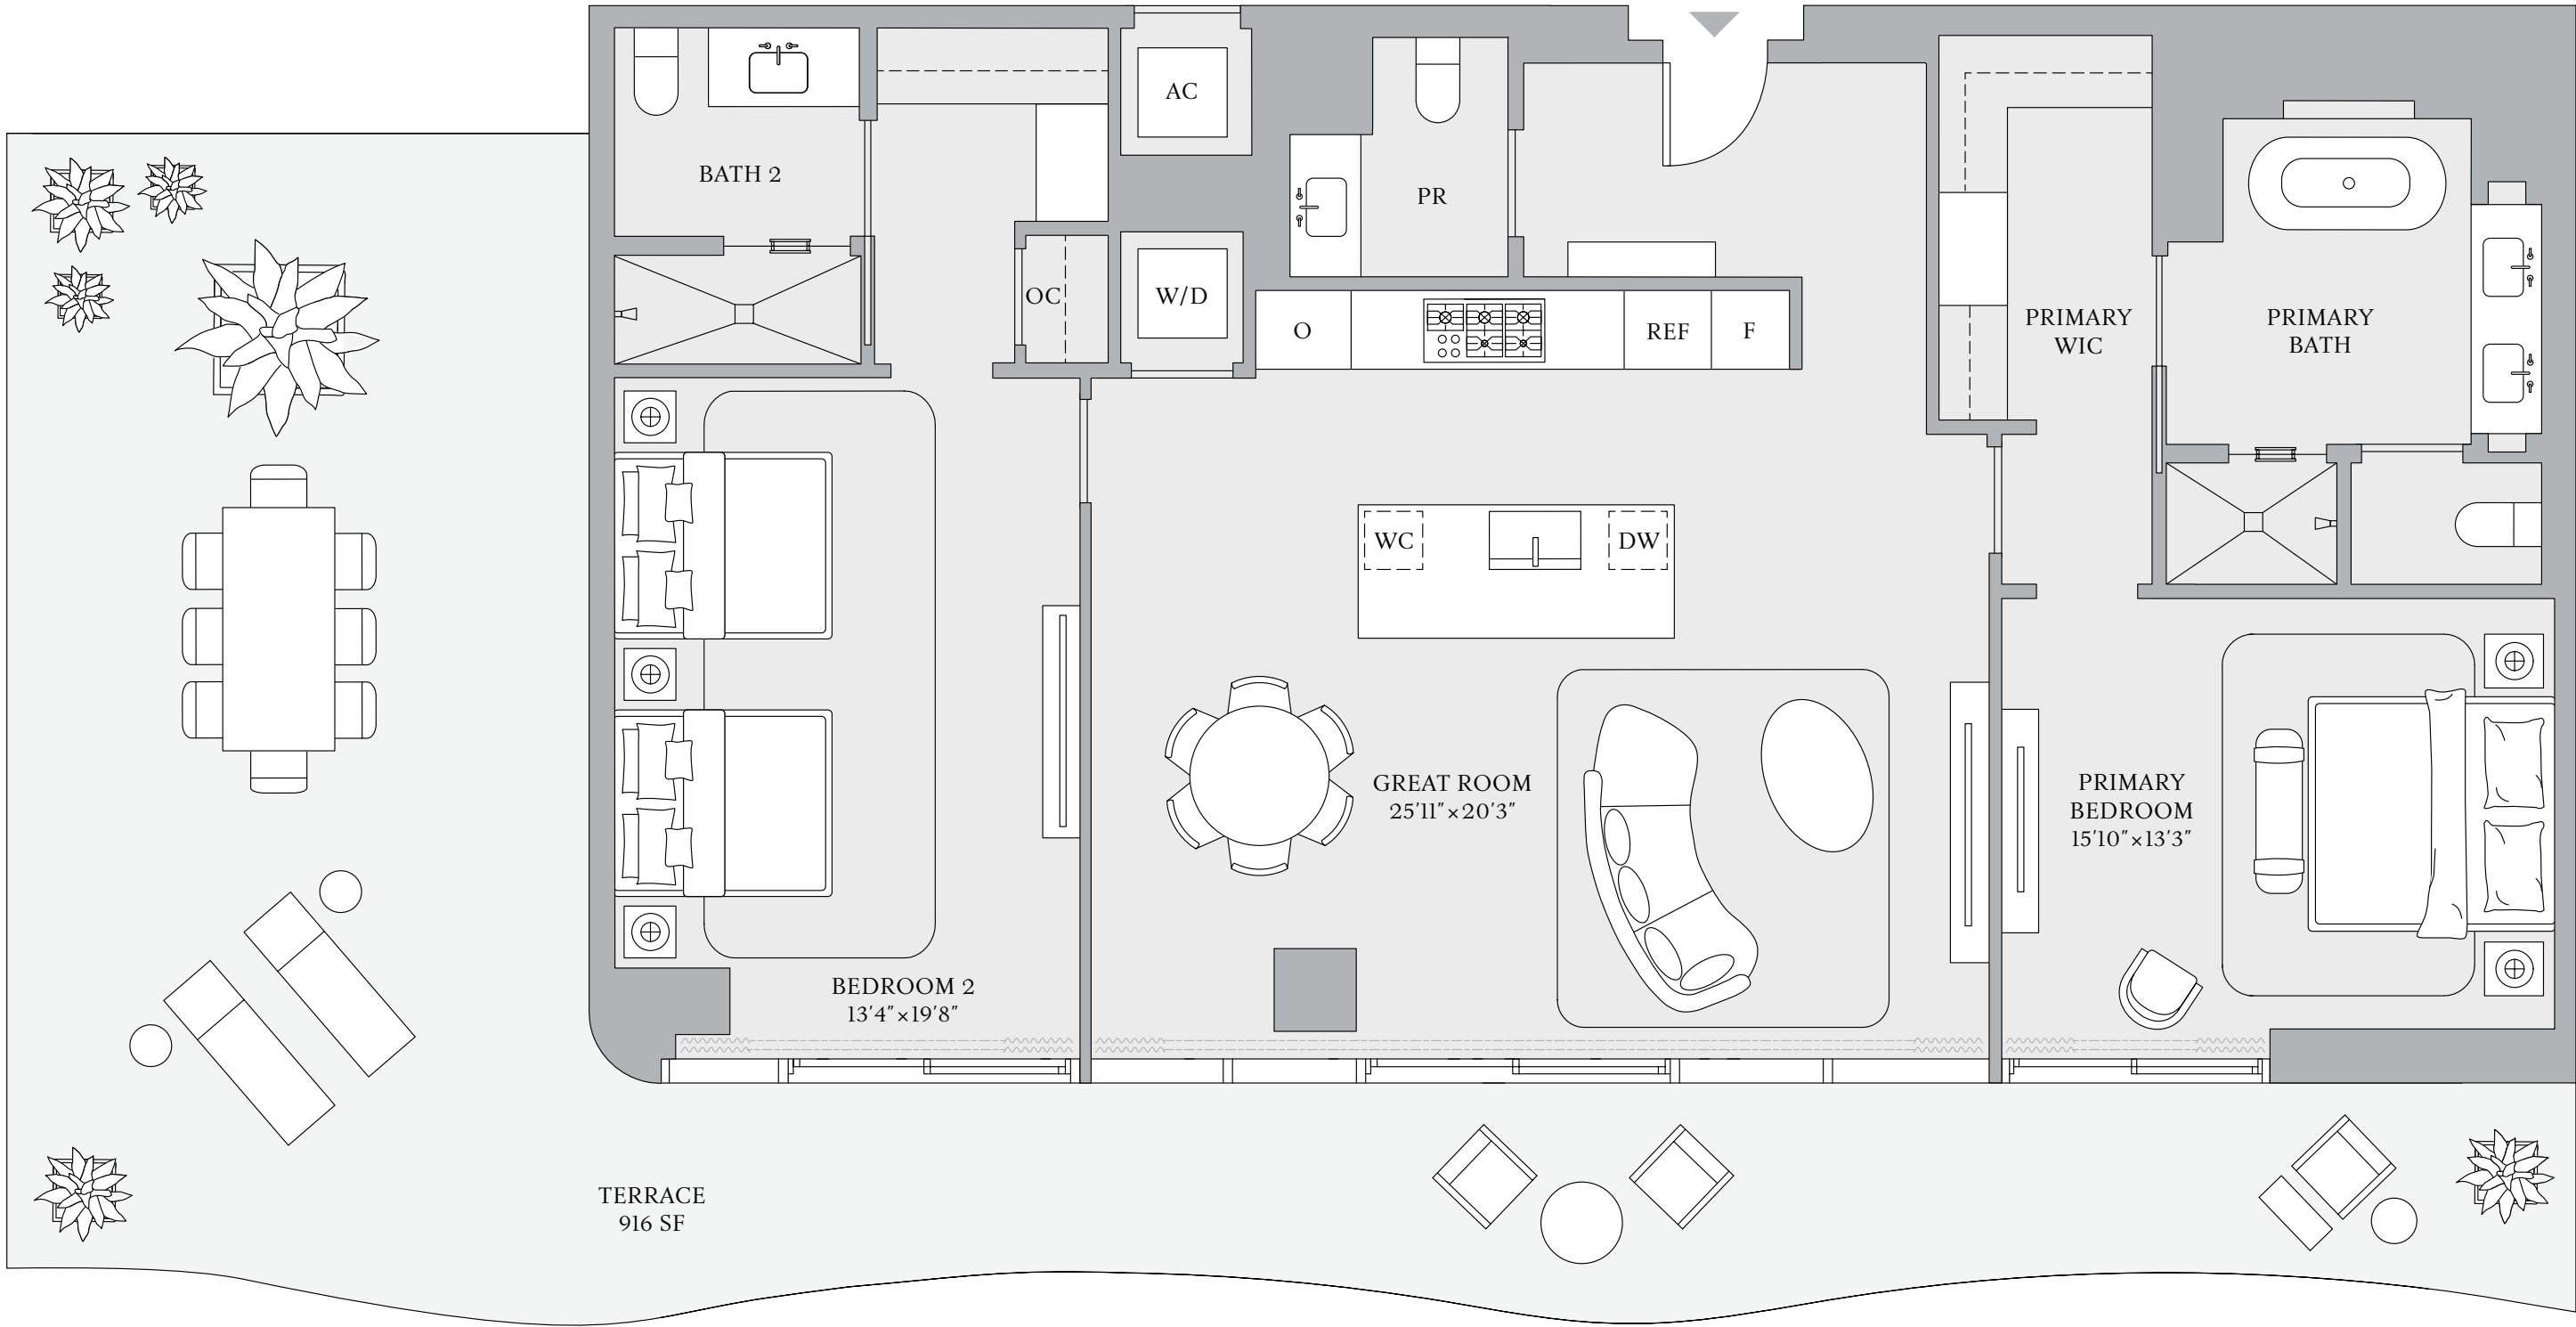 AC
BATH 2
PR
OC
W/D
O
REF
F
PRIMARY
WIC
PRIMARY
BATH
WC
DW
GREAT ROOM
25'11"×20'3"
PRIMARY
BEDROOM
15'10"×13'3"
BEDROOM 2
13'4"×19'8"
TERRACE
916 SF